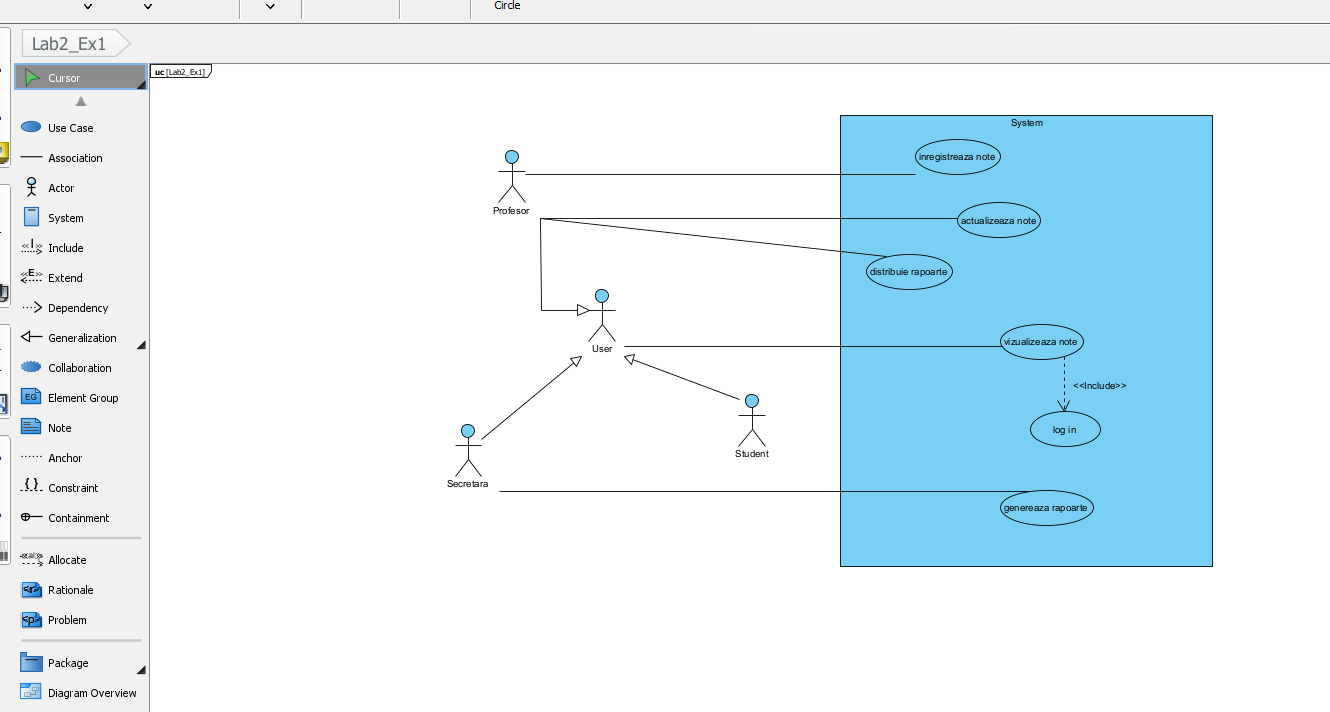 Circle
Lab2_Ex1
Cursor
Use Case
Association
Actor
System
Include
Extend
Dependency
Generalization
Collaboration
Element Group
Note
Anchor
Constraint
Containment
Allocate
Rationale
Problem
Package
Diagram Overview
uc [Lab2_Ex1]
System
inregistreaza note
Profesor
actualizeaza note
distribuie rapoarte
User
vizualizeaza note
<<Include>>
log in
Student
Secretara
genereaza rapoarte